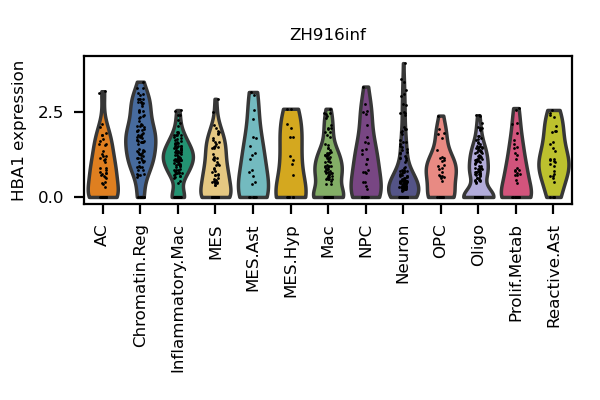 ZH916inf
HBA1 expression
2.5
0.0
AC
Chromatin.Reg
Inflammatory.Mac
MES
MES.Ast
MES.Hyp
Mac
NPC
Neuron
OPC
Oligo
Prolif.Metab
Reactive.Ast